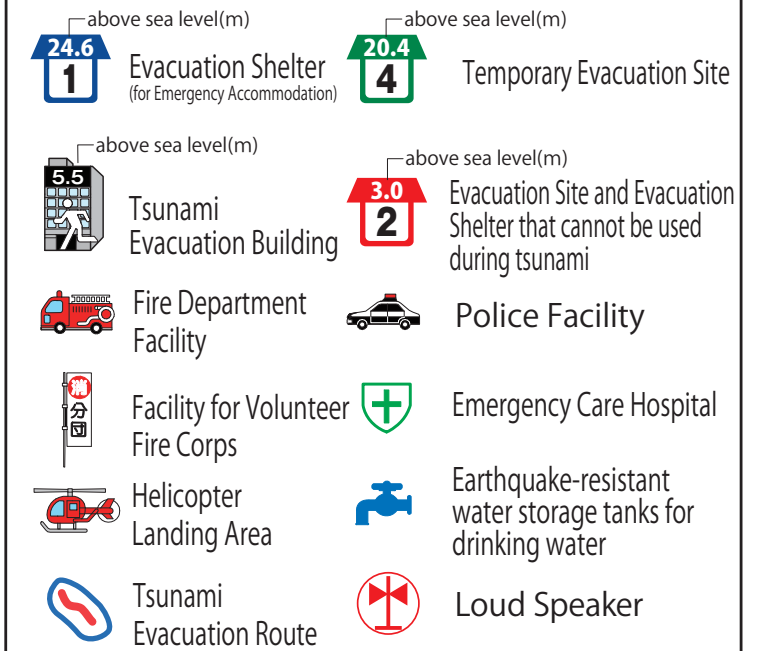 above sea level(m)
24.6
1
Evacuation Shelter
(for Emergency Accommodation)
above sea level(m)
20.4
4
Temporary Evacuation Site
above sea level(m)
5.5
Tsunami
Evacuation Building
above sea level(m)
3.0
2
Evacuation Site and Evacuation
Shelter that cannot be used
during tsunami
Fire Department
Facility
Police Facility
消
分
団
Facility for Volunteer
Fire Corps
Emergency Care Hospital
Helicopter
Landing Area
Earthquake-resistant
water storage tanks for
drinking water
Tsunami
Evacuation Route
Loud Speaker